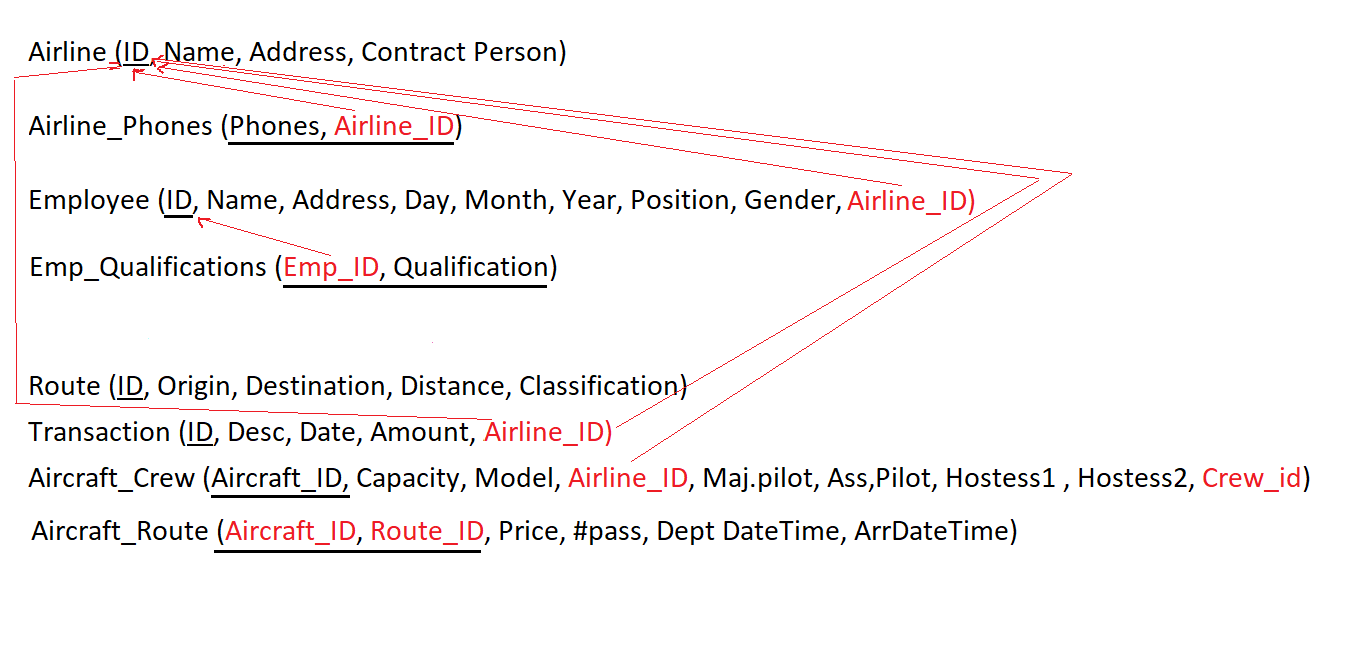 Airline (ID, Name, Address, Contract Person)
Airline_Phones (Phones, Airline_ID)
Employee (ID, Name, Address, Day, Month, Year, Position, Gender, Airline_ID)
Emp_Qualifications (Emp_ID, Qualification)
Route (ID, Origin, Destination, Distance, Classification)
Transaction (ID, Desc, Date, Amount, Airline_ID)
Aircraft_Crew (Aircraft_ID, Capacity, Model, Airline_ID, Maj.pilot, Ass,Pilot, Hostess1 , Hostess2, Crew_id)
Aircraft_Route (Aircraft_ID, Route_ID, Price, #pass, Dept DateTime, ArrDateTime)